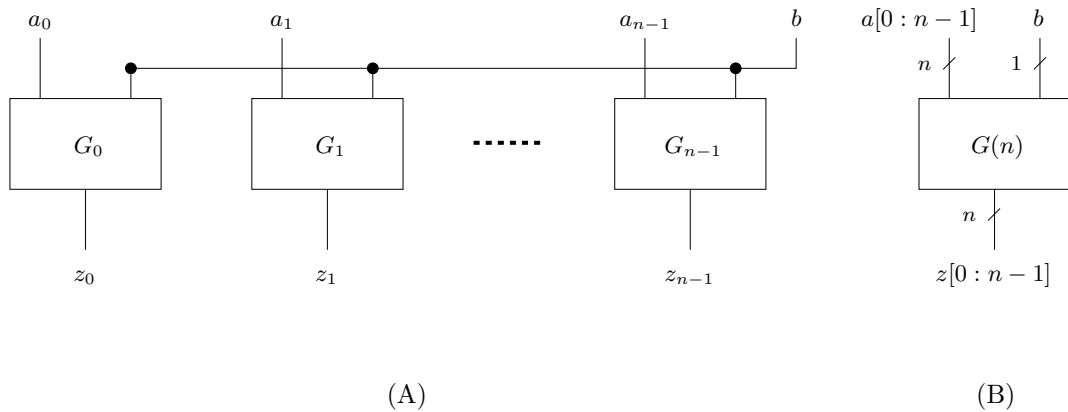 a_0 a_1 a_{n-1} b a[0 : n − 1] b
n 1
G_0 G_1 G_{n-1} G(n)
n
z_0 z_1 z_{n-1} z[0 : n − 1]
(A) (B)